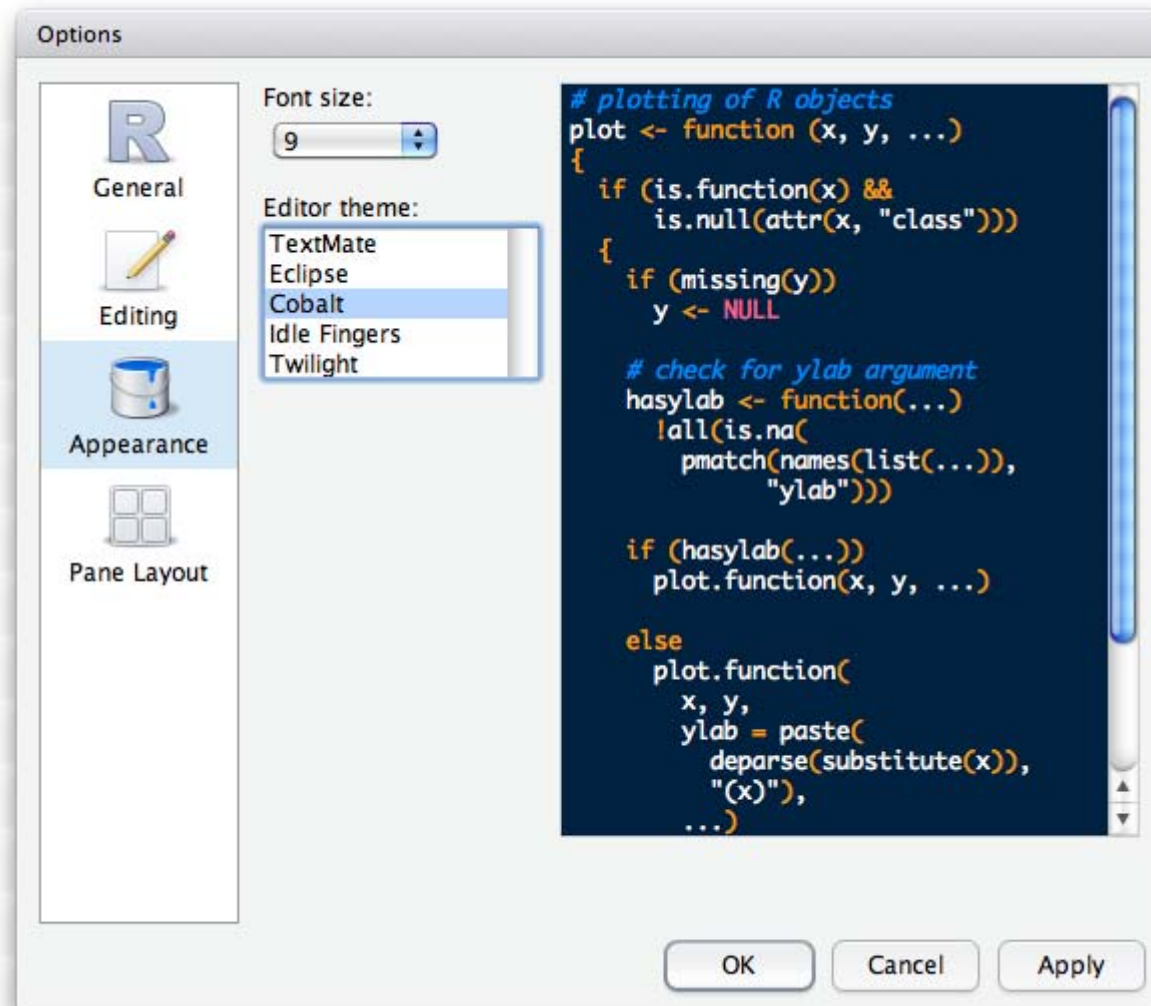 Options
R
General
Editing
Appearance
Pane Layout
Font size:
9
Editor theme:
TextMate
Eclipse
Cobalt
Idle Fingers
Twilight
# plotting of R objects
plot <- function (x, y, ...)
{
  if (is.function(x) &&
      is.null(attr(x, "class")))
  {
    if (missing(y))
      y <- NULL
    # check for ylab argument
    hasylab <- function(...)
      !all(is.na(
        pmatch(names(list(...)),
              "ylab")))
    if (hasylab(...))
      plot.function(x, y, ...)
    else
      plot.function(
        x, y,
        ylab = paste(
          deparse(substitute(x)),
          "(x)"),
        ...)
OK
Cancel
Apply